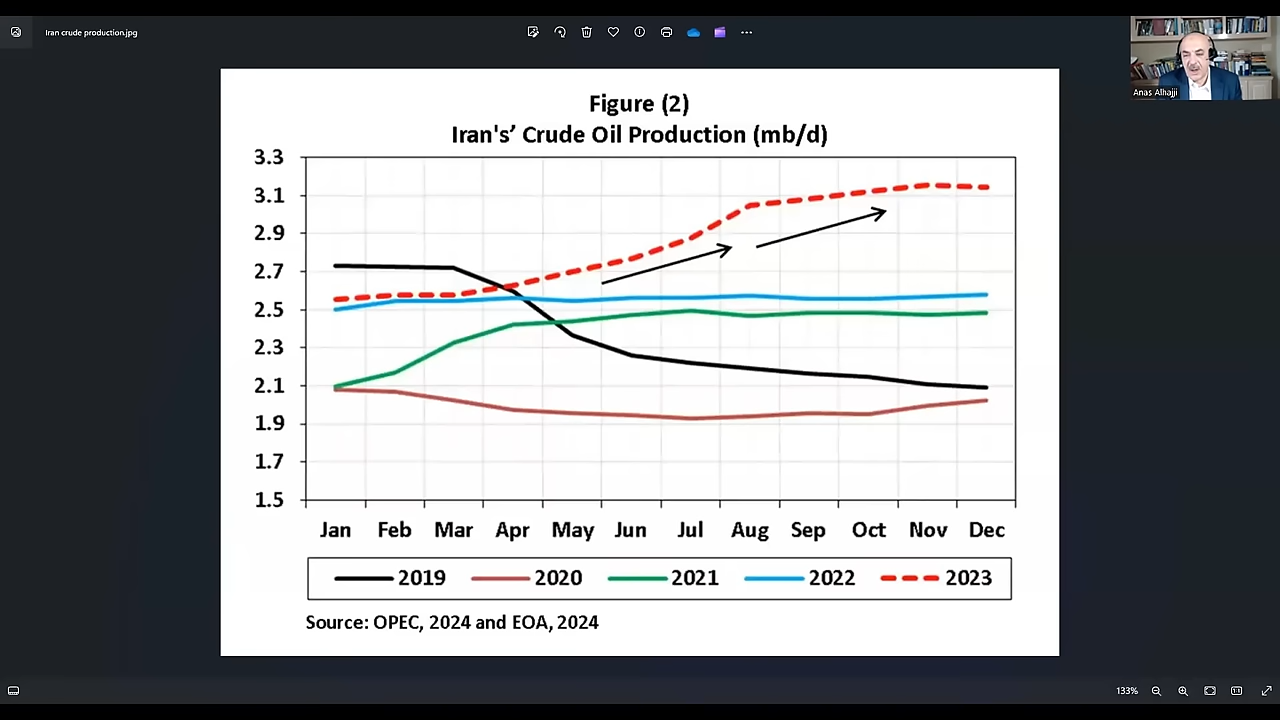 Iran crude production.jpg
Anas Alhajji
Figure (2)
Iran's’ Crude Oil Production (mb/d)
3.3
3.1
2.9
2.7
2.5
2.3
2.1
1.9
1.7
1.5
Jan Feb Mar Apr May Jun Jul Aug Sep Oct Nov Dec
2019 2020 2021 2022 2023
Source: OPEC, 2024 and EOA, 2024
133%